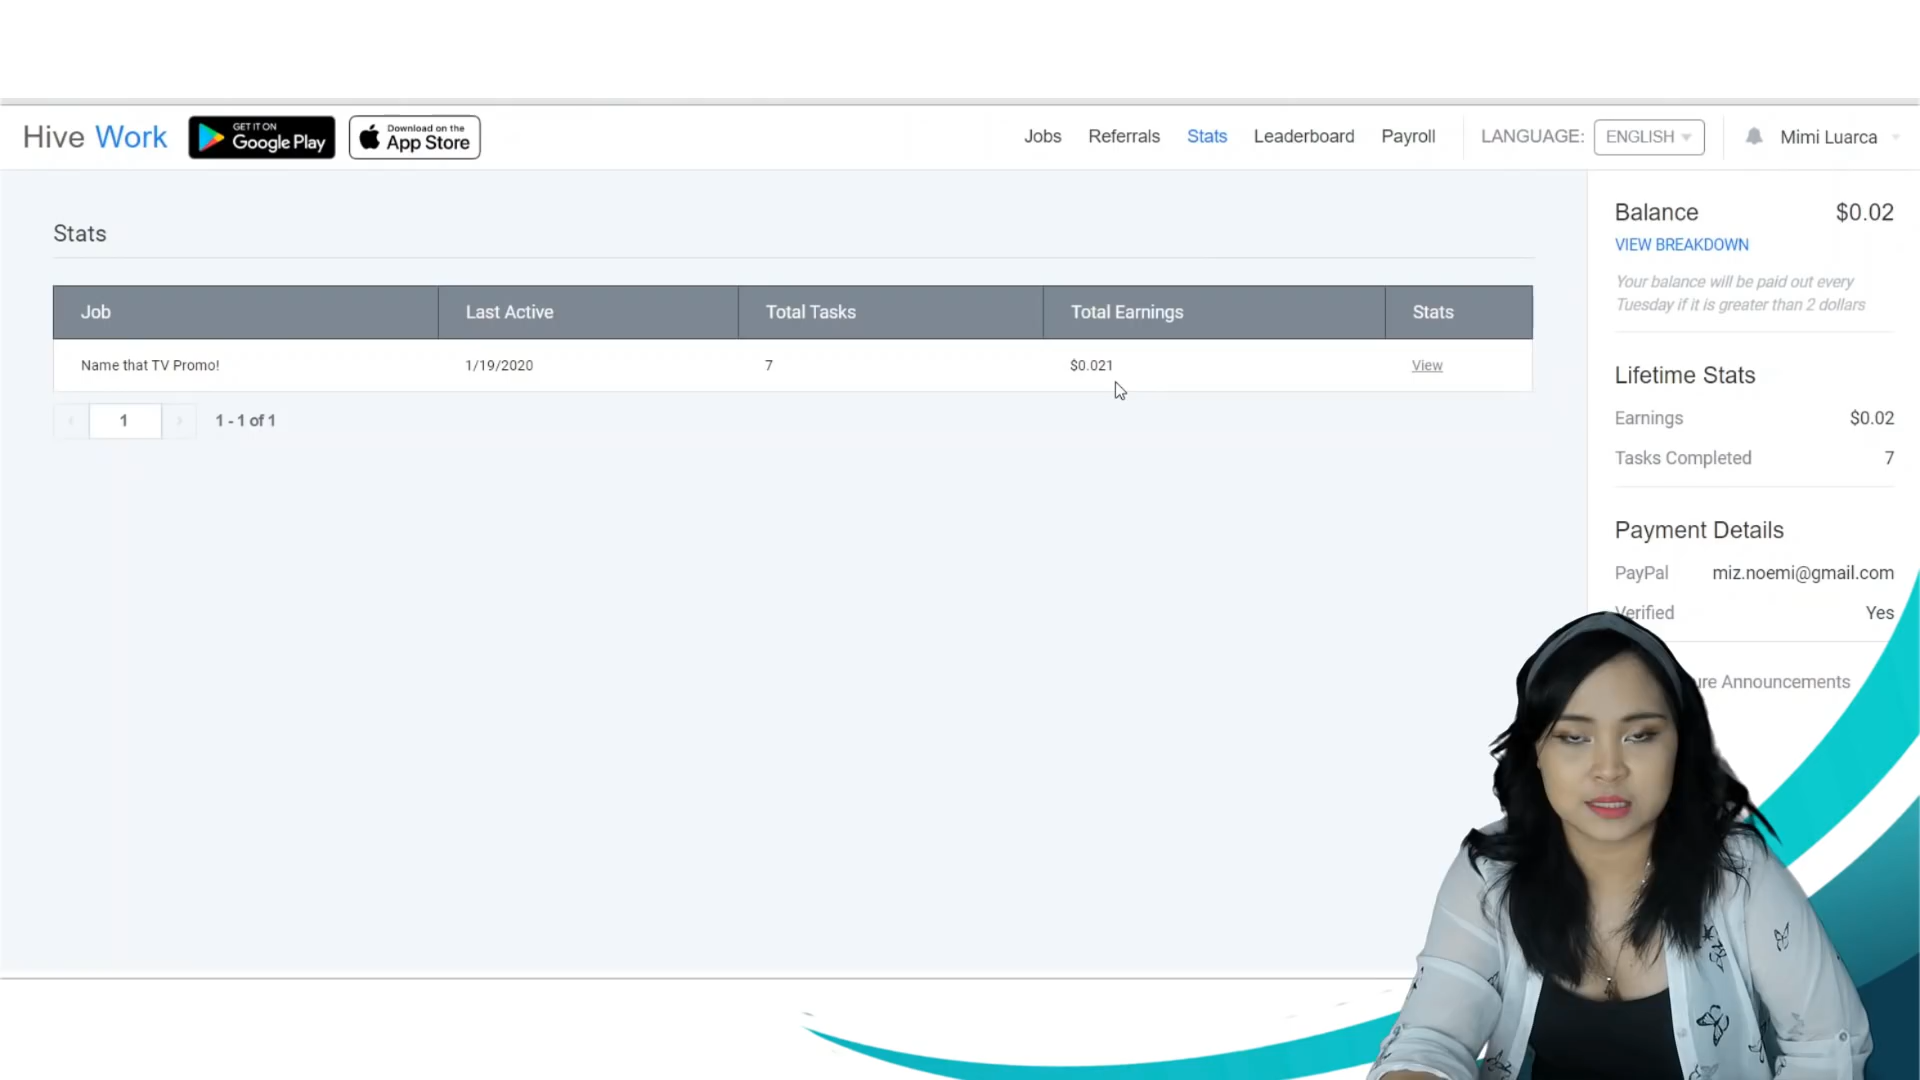 Hive Work
GET IT ON
Google Play
Download on the
App Store
Jobs Referrals Stats Leaderboard Payroll
LANGUAGE: ENGLISH
Mimi Luarca
Stats
Job Last Active Total Tasks Total Earnings Stats
Name that TV Promo! 1/19/2020 7 $0.021 View
1 1 - 1 of 1
Balance $0.02
VIEW BREAKDOWN
Your balance will be paid out every
Tuesday if it is greater than 2 dollars
Lifetime Stats
Earnings $0.02
Tasks Completed 7
Payment Details
PayPal miz.noemi@gmail.com
Verified Yes
Announcements